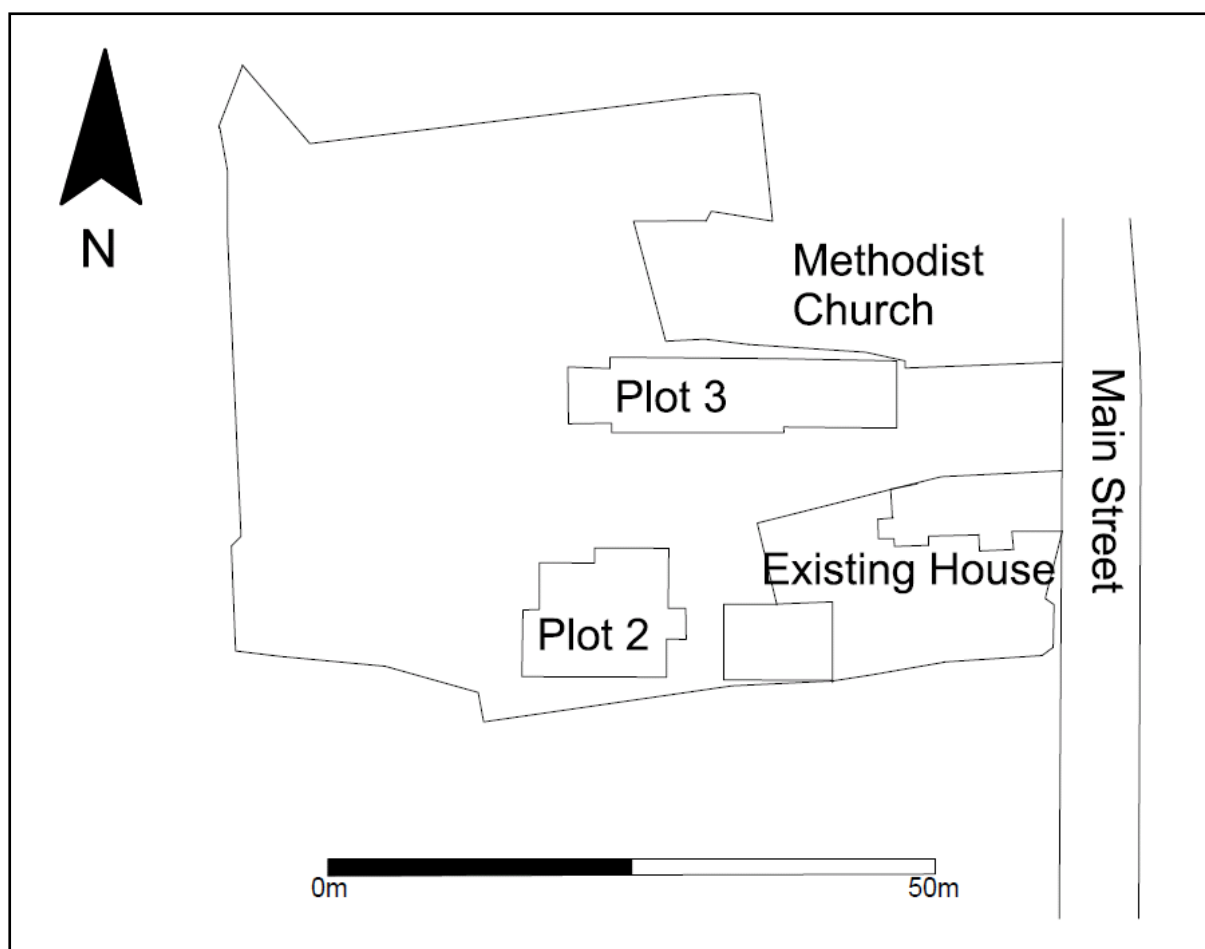 N
Methodist
Church
Plot 3
Main Street
Existing House
Plot 2
0m
50m